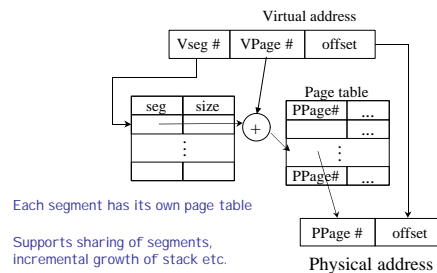 Virtual address
Vseg # VPage # offset
Page table
seg size
PPage# ...
...
+
⋮ ⋮
PPage# ...
Each segment has its own page table
Supports sharing of segments,
incremental growth of stack etc.
PPage # offset
Physical address